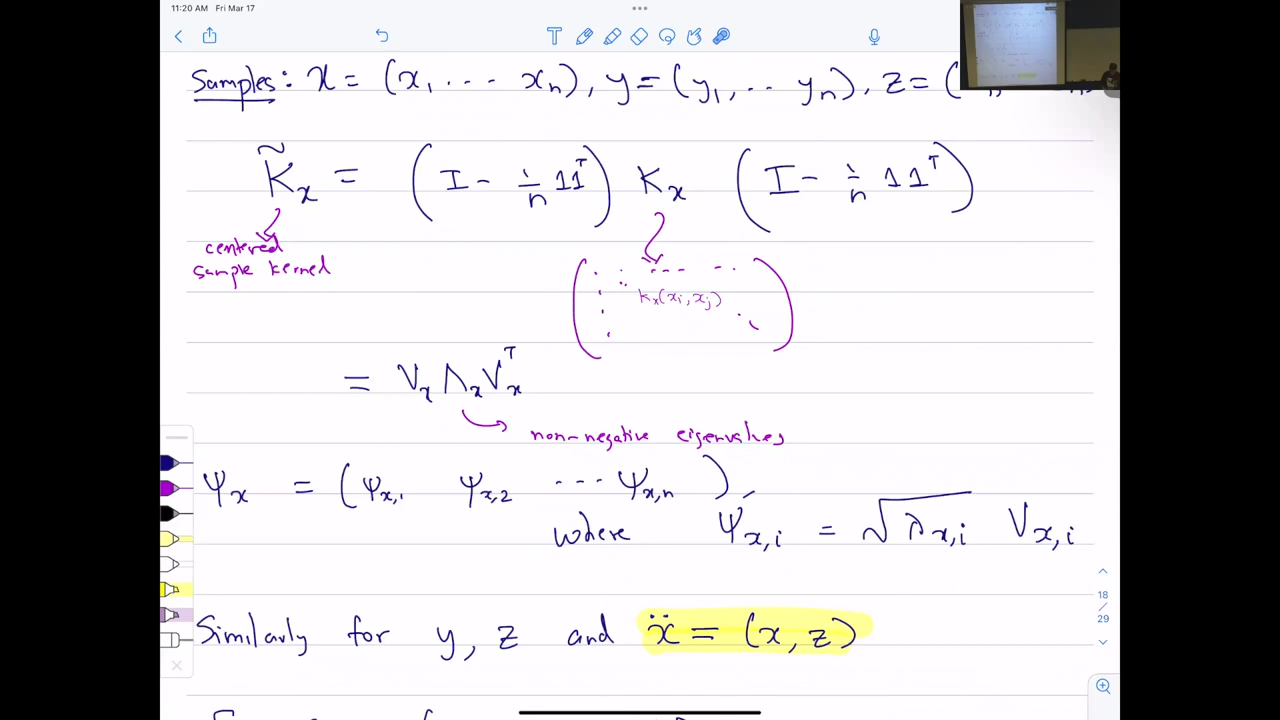 11:20 AM Fri Mar 17
Samples: x = (x₁ .... xₙ), y = (y₁, .. yₙ), z = (
K̃ₓ = (I - 1/n 11ᵀ) Kₓ (I - 1/n 11ᵀ)
centered
sample kerned
Kₓ(xᵢ, xⱼ)
= Vₓ Λₓ Vₓᵀ
non-negative eigenvalues
Ψₓ = (Ψₓ,₁ Ψₓ,₂ ... Ψₓ,ₙ)
where Ψₓ,ᵢ = √λₓ,ᵢ Vₓ,ᵢ
18
/
29
Similarly for y, z and ẍ = (x, z)